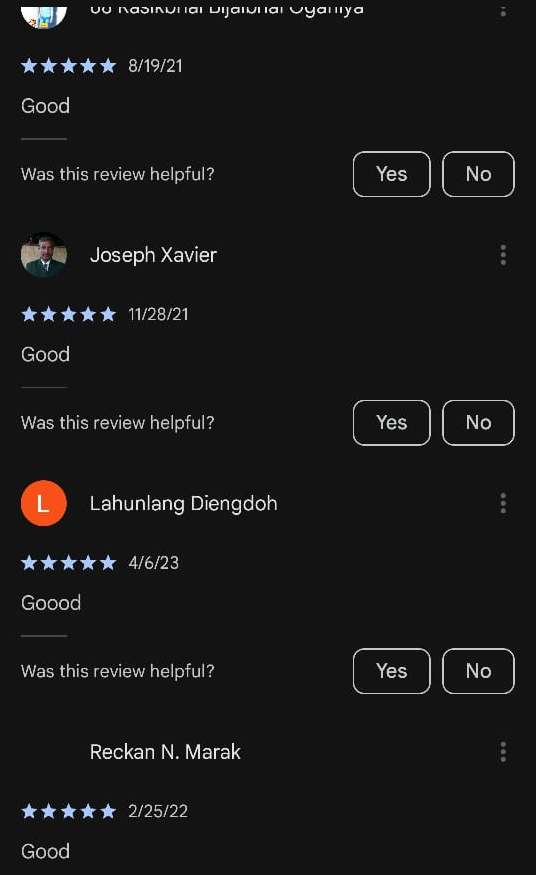 8/19/21
Good
Was this review helpful?
Yes
No
Joseph Xavier
11/28/21
Good
Was this review helpful?
Yes
No
L
Lahunlang Diengdoh
4/6/23
Goood
Was this review helpful?
Yes
No
Reckan N. Marak
2/25/22
Good